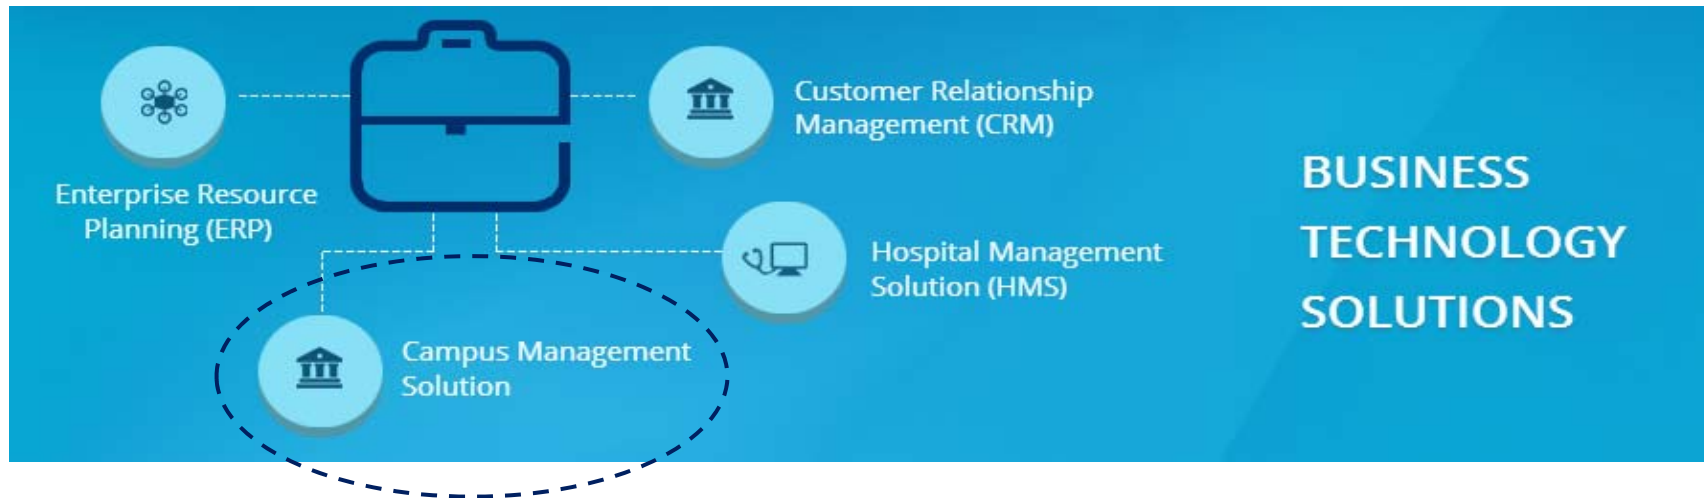 Enterprise Resource
Planning (ERP)
Customer Relationship
Management (CRM)
Hospital Management
Solution (HMS)
Campus Management
Solution
BUSINESS
TECHNOLOGY
SOLUTIONS